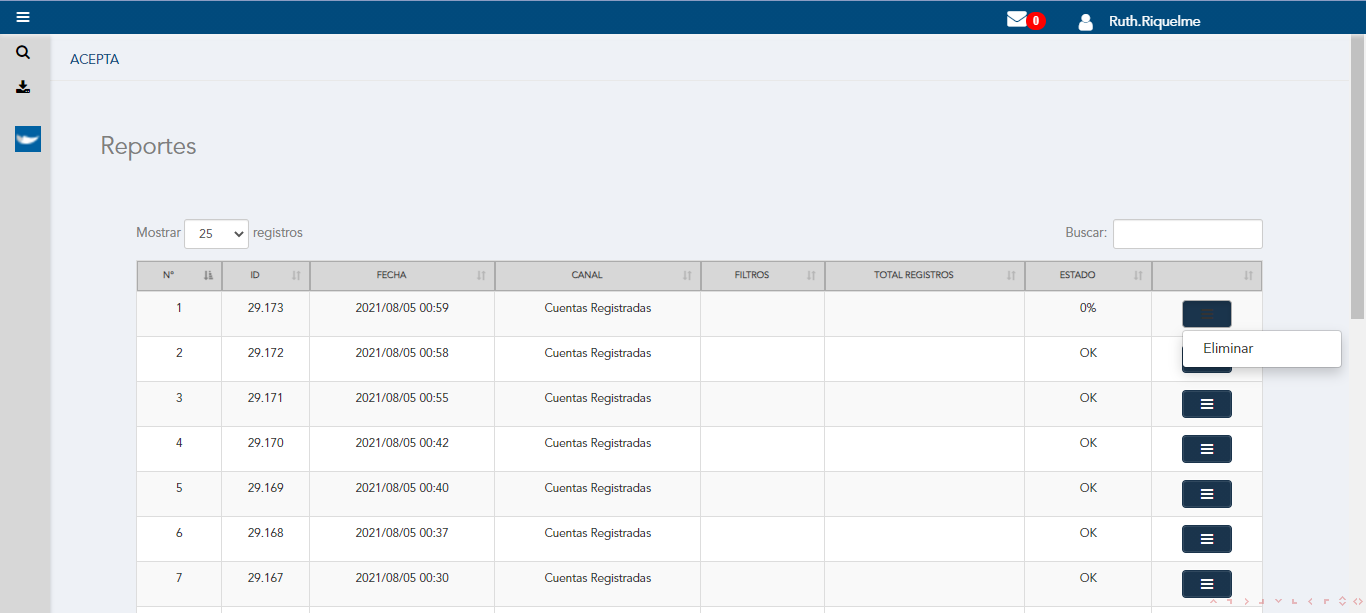 0 Ruth.Riquelme
ACEPTA
Reportes
Mostrar 25 registros Buscar:
N° ID FECHA CANAL FILTROS TOTAL REGISTROS ESTADO
1 29.173 2021/08/05 00:59 Cuentas Registradas 0%
Eliminar
2 29.172 2021/08/05 00:58 Cuentas Registradas OK
3 29.171 2021/08/05 00:55 Cuentas Registradas OK
4 29.170 2021/08/05 00:42 Cuentas Registradas OK
5 29.169 2021/08/05 00:40 Cuentas Registradas OK
6 29.168 2021/08/05 00:37 Cuentas Registradas OK
7 29.167 2021/08/05 00:30 Cuentas Registradas OK